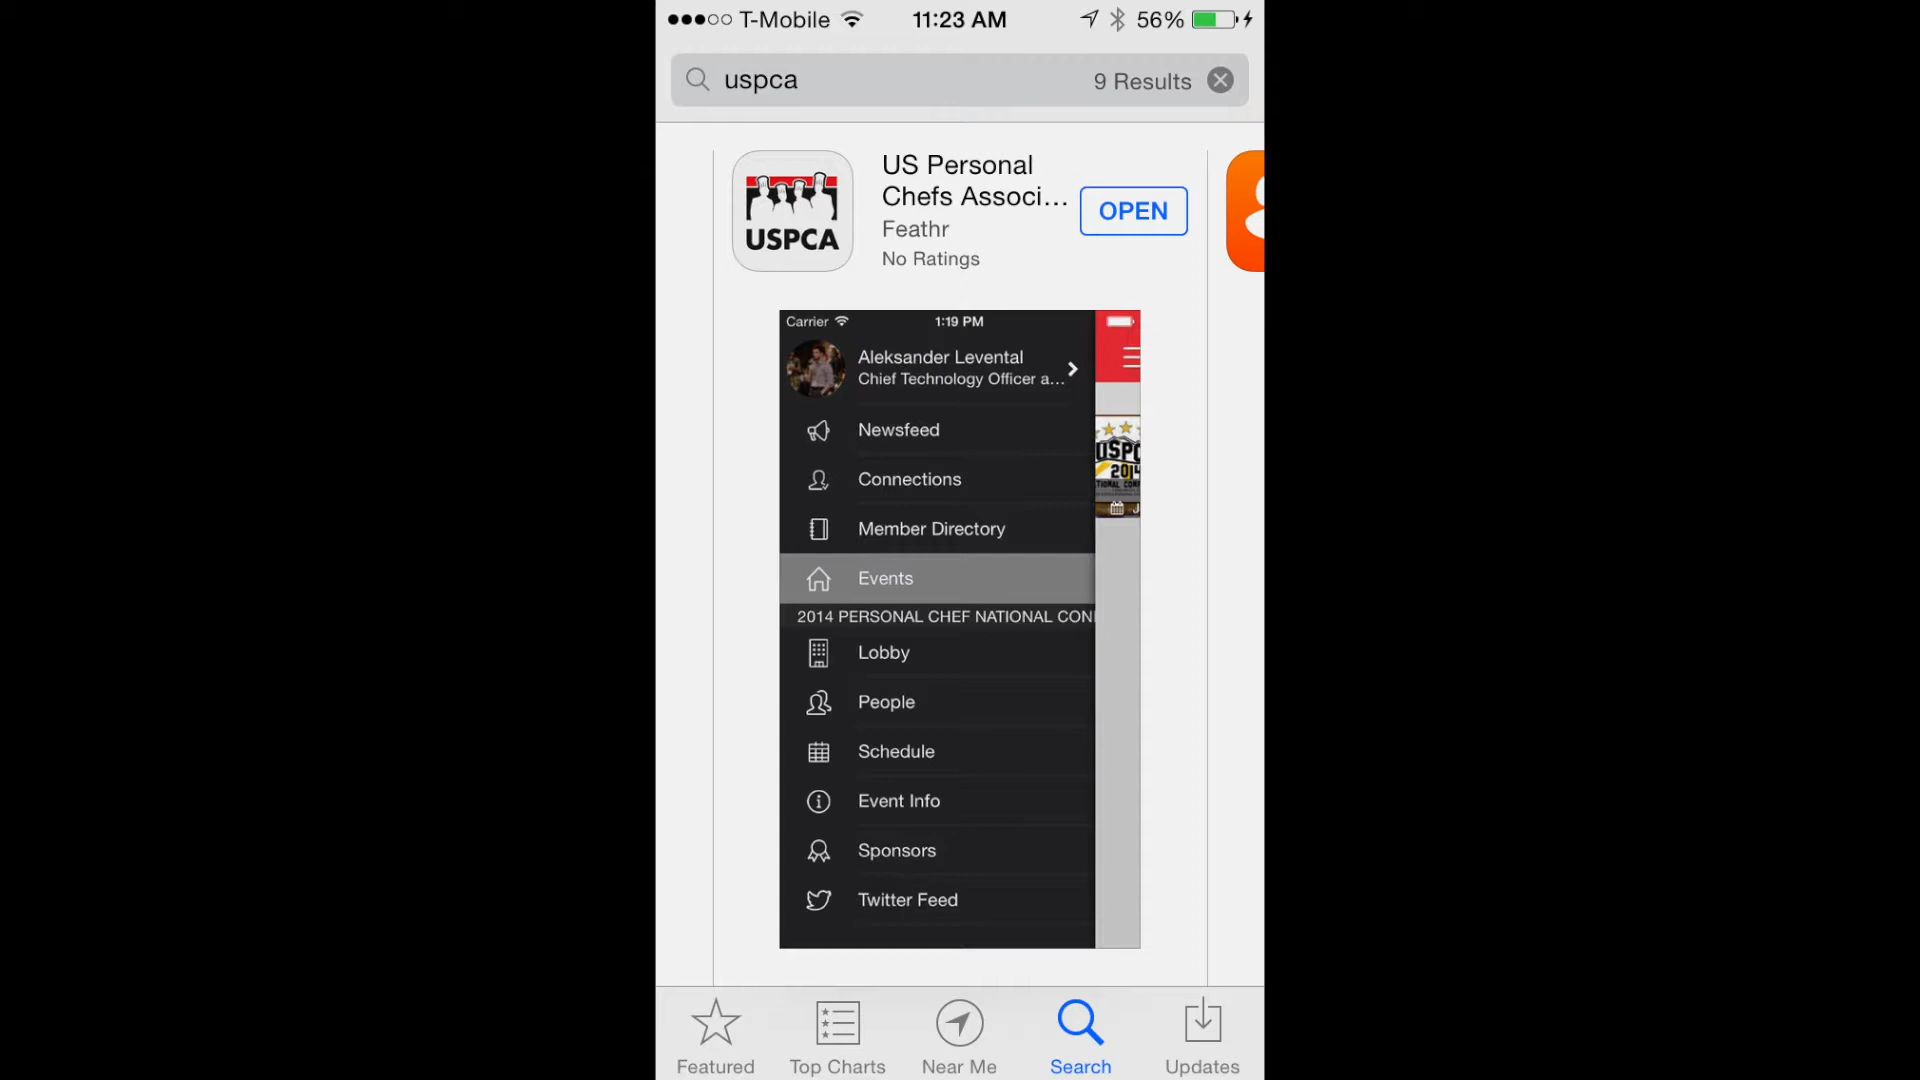 T-Mobile 11:23 AM 56%
uspca 9 Results
US Personal
Chefs Associ...
OPEN
Feathr
No Ratings
USPCA
Carrier 1:19 PM
Aleksander Levental
Chief Technology Officer a...
Newsfeed
Connections
Member Directory
Events
2014 PERSONAL CHEF NATIONAL CON
Lobby
People
Schedule
Event Info
Sponsors
Twitter Feed
USPC
2014
Featured Top Charts Near Me Search Updates